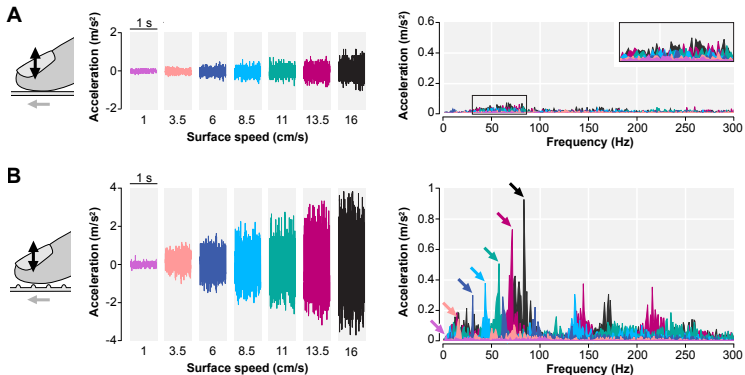 A
1 s
Acceleration (m/s²)
2
0
-2
1 3.5 6 8.5 11 13.5 16
Surface speed (cm/s)
Acceleration (m/s²)
0.6
0.4
0.2
0
0 50 100 150 200 250 300
Frequency (Hz)
B
1 s
Acceleration (m/s²)
4
2
0
-2
-4
1 3.5 6 8.5 11 13.5 16
Surface speed (cm/s)
Acceleration (m/s²)
1
0.8
0.6
0.4
0.2
0
0 50 100 150 200 250 300
Frequency (Hz)